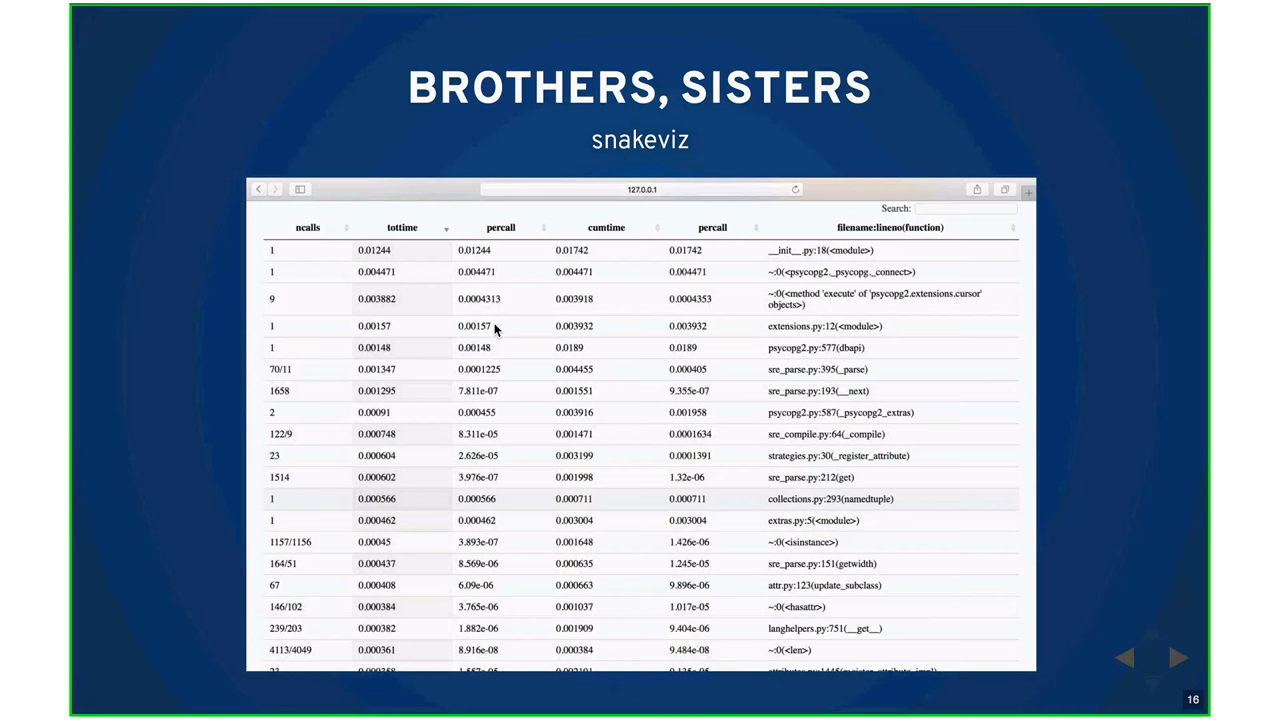 BROTHERS, SISTERS
snakeviz
127.0.0.1
Search:
ncalls tottime percall cumtime percall filename:lineno(function)
1 0.01244 0.01244 0.01742 0.01742 __init__.py:18(<module>)
1 0.004471 0.004471 0.004471 0.004471 ~:0(<psycopg2._psycopg._connect>)
9 0.003882 0.0004313 0.003918 0.0004353 ~:0(<method 'execute' of 'psycopg2.extensions.cursor'
objects>)
1 0.00157 0.00157 0.003932 0.003932 extensions.py:12(<module>)
1 0.00148 0.00148 0.0189 0.0189 psycopg2.py:577(dbapi)
70/11 0.001347 0.0001225 0.004455 0.000405 sre_parse.py:395(_parse)
1658 0.001295 7.811e-07 0.001551 9.355e-07 sre_parse.py:193(__next)
2 0.00091 0.000455 0.003916 0.001958 psycopg2.py:587(_psycopg2_extras)
122/9 0.000748 8.311e-05 0.001471 0.0001634 sre_compile.py:64(_compile)
23 0.000604 2.626e-05 0.003199 0.0001391 strategies.py:30(_register_attribute)
1514 0.000602 3.976e-07 0.001998 1.32e-06 sre_parse.py:212(get)
1 0.000566 0.000566 0.000711 0.000711 collections.py:293(namedtuple)
1 0.000462 0.000462 0.003004 0.003004 extras.py:5(<module>)
1157/1156 0.00045 3.893e-07 0.001648 1.426e-06 ~:0(<isinstance>)
164/51 0.000437 8.569e-06 0.000635 1.245e-05 sre_parse.py:151(getwidth)
67 0.000408 6.09e-06 0.000663 9.896e-06 attr.py:123(update_subclass)
146/102 0.000384 3.765e-06 0.001037 1.017e-05 ~:0(<hasattr>)
239/203 0.000382 1.882e-06 0.001909 9.404e-06 langhelpers.py:751(__get__)
4113/4049 0.000361 8.916e-08 0.000384 9.484e-08 ~:0(<len>)
16